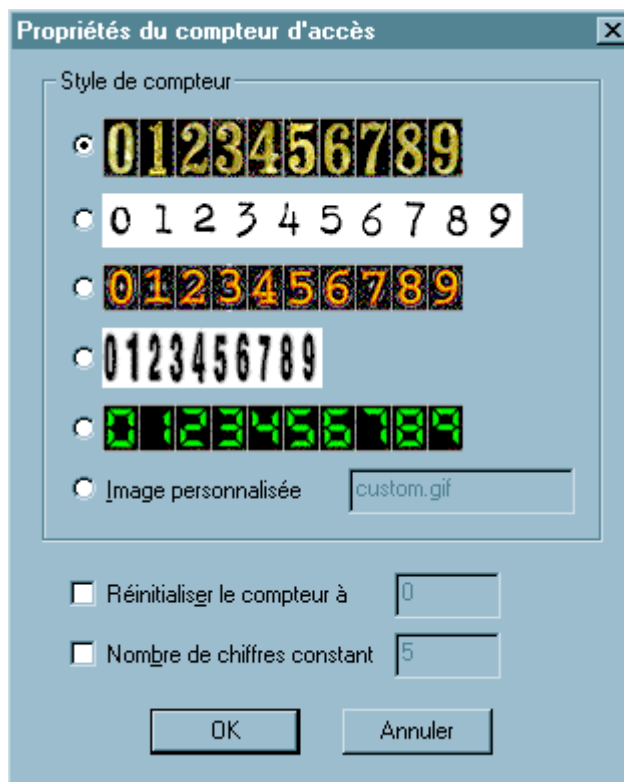 Propriétés du compteur d'accès
Style de compteur
0123456789
0 1 2 3 4 5 6 7 8 9
0123456789
0123456789
0123456789
Image personnalisée custom.gif
Réinitialiser le compteur à 0
Nombre de chiffres constant 5
OK Annuler